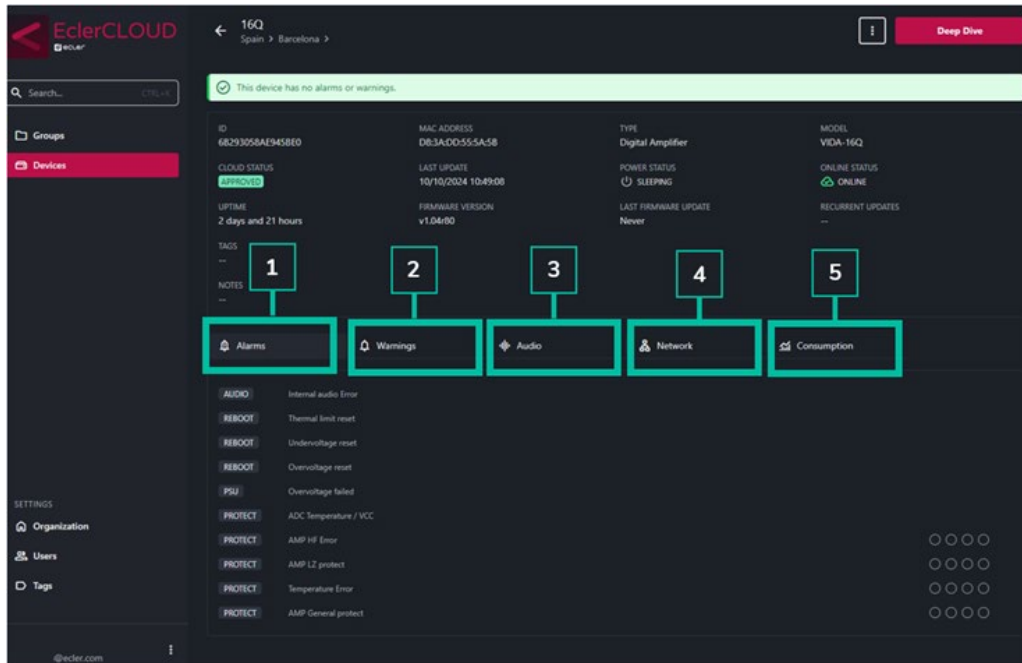 EclerCLOUD
ecler
Search...
CTRL+K
Groups
Devices
SETTINGS
Organization
Users
Tags
@ecler.com
16Q
Spain > Barcelona >
Deep Dive
This device has no alarms or warnings.
ID
68293058AE9458E0
MAC ADDRESS
D8:3A:DD:55:5A:58
TYPE
Digital Amplifier
MODEL
VIDA-16Q
CLOUD STATUS
APPROVED
LAST UPDATE
10/10/2024 10:49:08
POWER STATUS
SLEEPING
ONLINE STATUS
ONLINE
UPTIME
2 days and 21 hours
FIRMWARE VERSION
v1.04r80
LAST FIRMWARE UPDATE
Never
RECURRENT UPDATES
--
TAGS
--
NOTES
--
1
2
3
4
5
Alarms
Warnings
Audio
Network
Consumption
AUDIO Internal audio Error
REBOOT Thermal limit reset
REBOOT Undervoltage reset
REBOOT Overvoltage reset
PSU Overvoltage failed
PROTECT ADC Temperature / VCC
PROTECT AMP HF Error
PROTECT AMP LZ protect
PROTECT Temperature Error
PROTECT AMP General protect